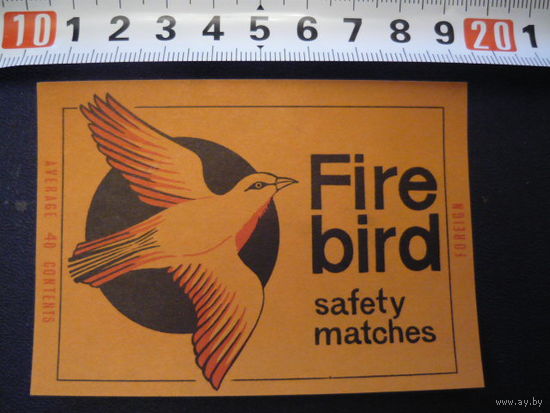 10 1 2 3 4 5 6 7 8 9 20 1
AVERAGE 40 CONTENTS
Fire
bird
safety
matches
FOREIGN
www.ay.by